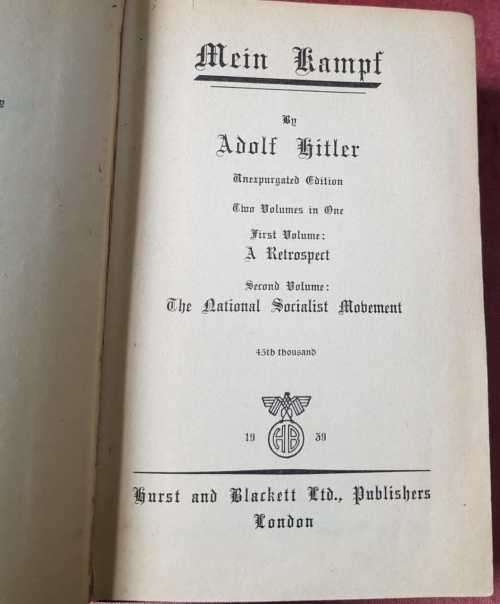 Mein Kampf
By
Adolf Hitler
Unexpurgated Edition
Two Volumes in One
First Volume:
A Retrospect
Second Volume:
The National Socialist Movement
45th thousand
HB
19 39
Hurst and Blackett Ltd., Publishers
London